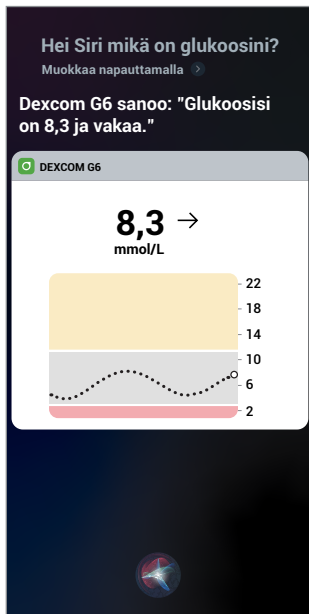 Hei Siri mikä on glukoosini?
Muokkaa napauttamalla
Dexcom G6 sanoo: "Glukoosisi
on 8,3 ja vakaa."
DEXCOM G6
8,3
mmol/L
22
18
14
10
6
2